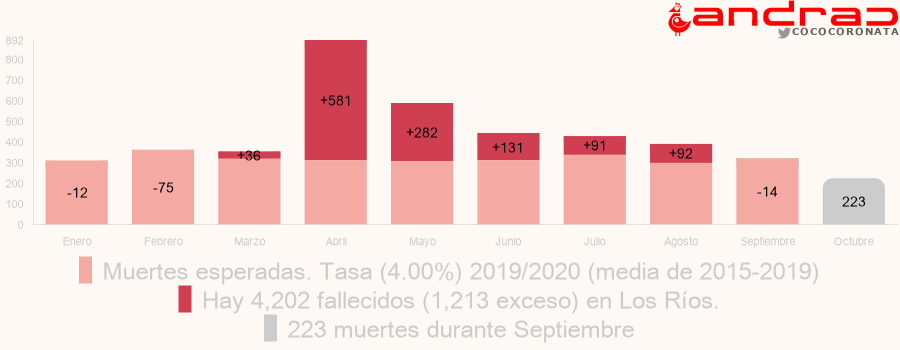 andrac
COCOCORONATA
892
800
700
600
500
400
300
200
100
0
-12
-75
+36
+581
+282
+131
+91
+92
-14
223
Enero
Febrero
Marzo
Abril
Mayo
Junio
Julio
Agosto
Septiembre
Octubre
Muertes esperadas. Tasa (4.00%) 2019/2020 (media de 2015-2019)
Hay 4,202 fallecidos (1,213 exceso) en Los Ríos.
223 muertes durante Septiembre